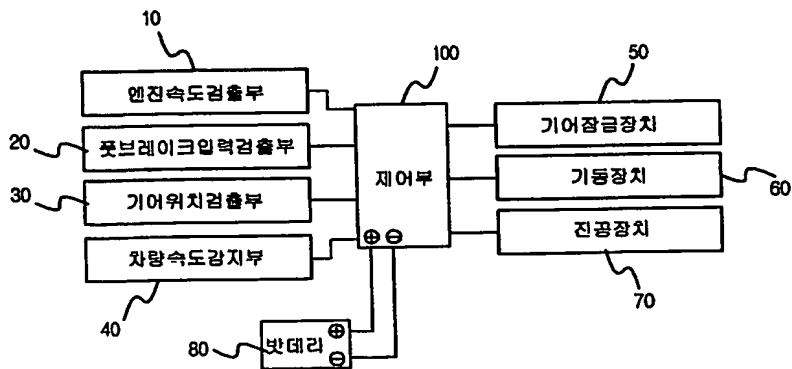 10
엔진속도검출부
20
풋브레이크입력검출부
30
기어위치검출부
차량속도감지부
40
100
제어부
⊕ ⊖
50
기어잠금장치
기동장치
60
진공장치
70
80
밧데리
⊕
⊖